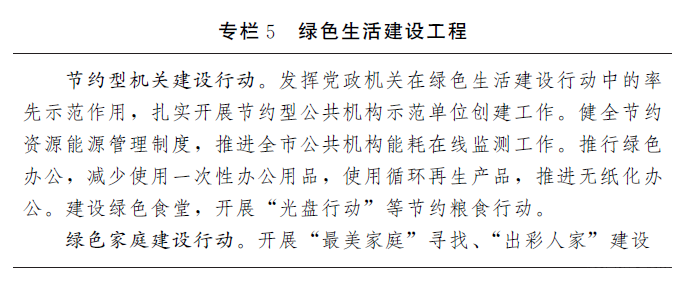 专栏5　绿色生活建设工程
节约型机关建设行动。发挥党政机关在绿色生活建设行动中的率
先示范作用，扎实开展节约型公共机构示范单位创建工作。健全节约
资源能源管理制度，推进全市公共机构能耗在线监测工作。推行绿色
办公，减少使用一次性办公用品，使用循环再生产品，推进无纸化办
公。建设绿色食堂，开展“光盘行动”等节约粮食行动。
绿色家庭建设行动。开展“最美家庭”寻找、“出彩人家”建设